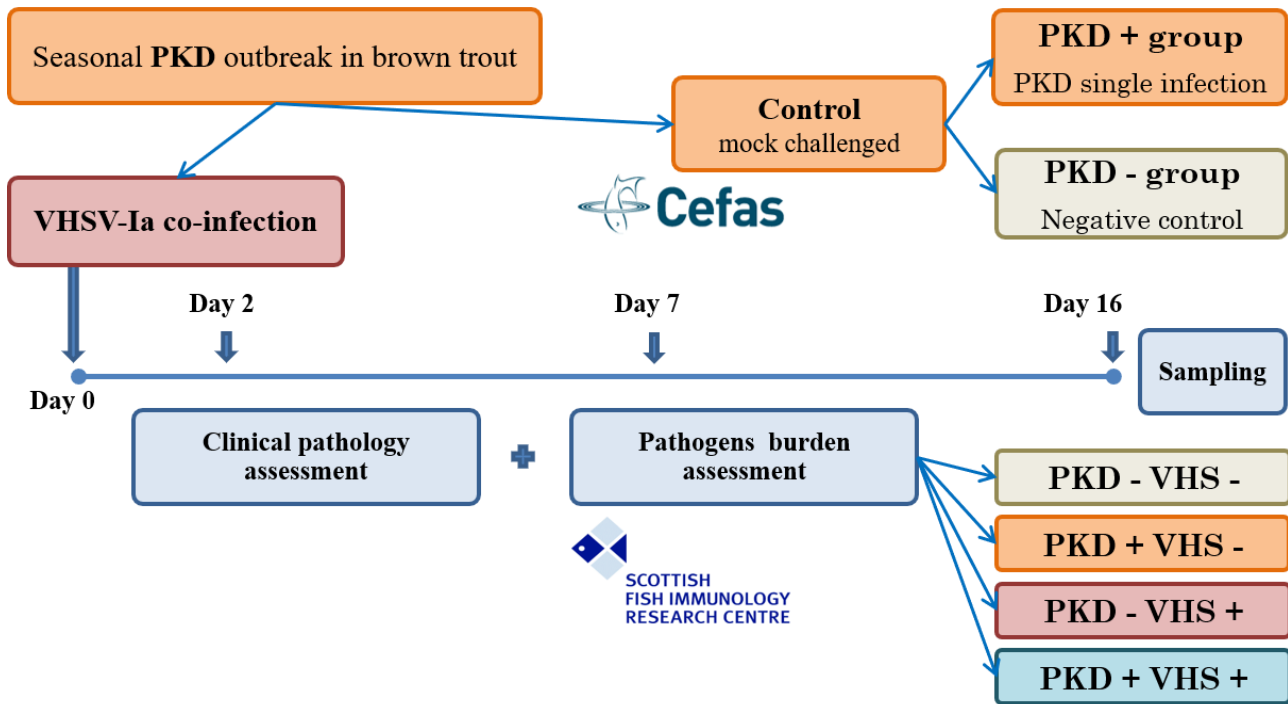 Seasonal PKD outbreak in brown trout
PKD + group
PKD single infection
Control
mock challenged
PKD - group
Negative control
VHSV-Ia co-infection
Cefas
Day 2
Day 7
Day 16
Day 0
Sampling
Clinical pathology
assessment
Pathogens burden
assessment
PKD - VHS -
PKD + VHS -
PKD - VHS +
PKD + VHS +
SCOTTISH
FISH IMMUNOLOGY
RESEARCH CENTRE